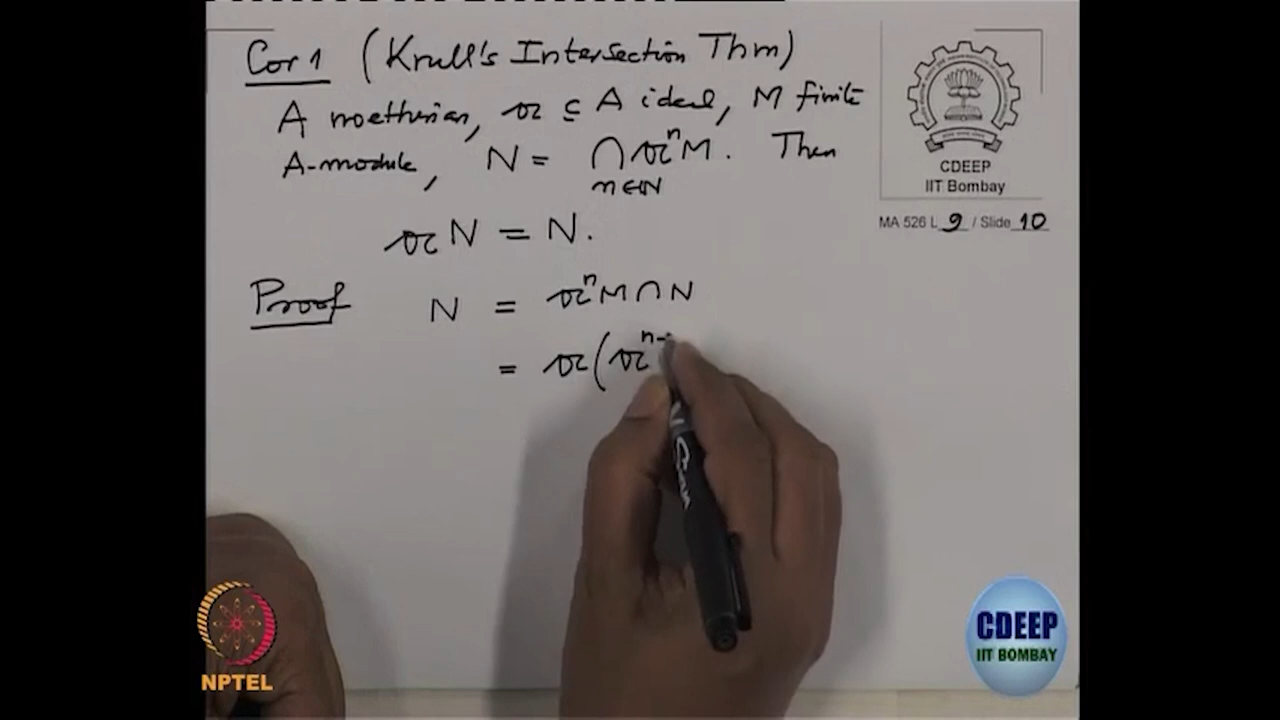 Cor 1 (Krull's Intersection Thm)
A noetherian, 𝔞 ⊆ A ideal, M finite
A-module, N = ⋂ 𝔞ⁿM. Then
n∈ℕ
𝔞N = N.
Proof N = 𝔞ⁿM ∩ N
= 𝔞(𝔞ⁿ⁻
CDEEP
IIT Bombay
MA 526 L 9 / Slide 10
NPTEL
CDEEP
IIT BOMBAY